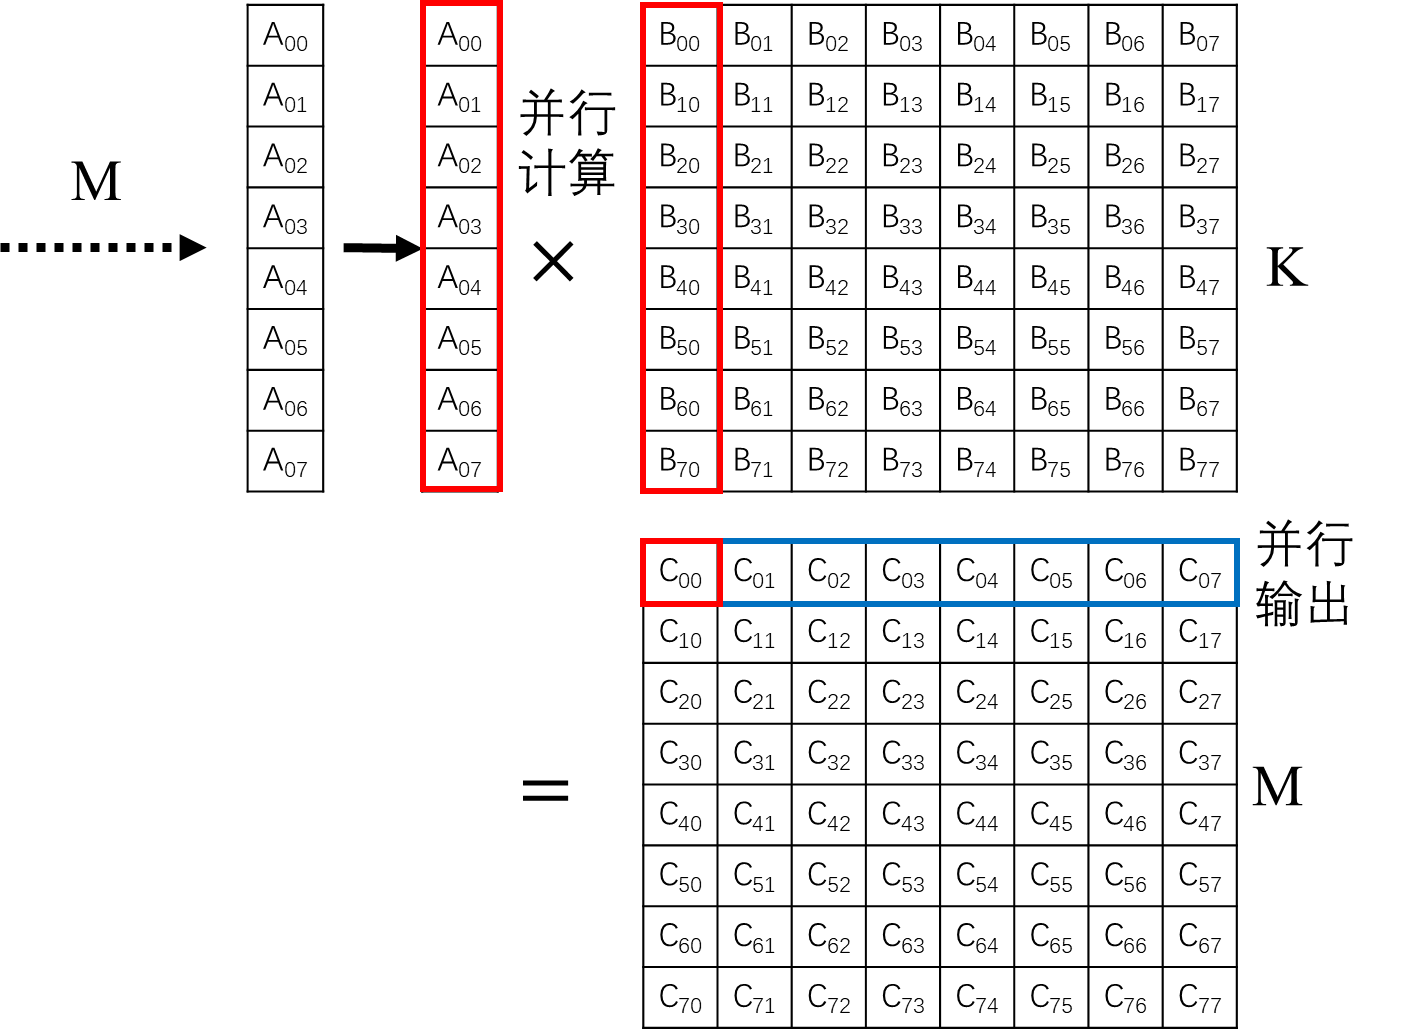 A00 A00 B00 B01 B02 B03 B04 B05 B06 B07
A01 A01 并行 B10 B11 B12 B13 B14 B15 B16 B17
M A02 A02 计算 B20 B21 B22 B23 B24 B25 B26 B27
A03 A03 B30 B31 B32 B33 B34 B35 B36 B37
A04 A04 × B40 B41 B42 B43 B44 B45 B46 B47 K
A05 A05 B50 B51 B52 B53 B54 B55 B56 B57
A06 A06 B60 B61 B62 B63 B64 B65 B66 B67
A07 A07 B70 B71 B72 B73 B74 B75 B76 B77
C00 C01 C02 C03 C04 C05 C06 C07 并行
C10 C11 C12 C13 C14 C15 C16 C17 输出
C20 C21 C22 C23 C24 C25 C26 C27
C30 C31 C32 C33 C34 C35 C36 C37
= C40 C41 C42 C43 C44 C45 C46 C47 M
C50 C51 C52 C53 C54 C55 C56 C57
C60 C61 C62 C63 C64 C65 C66 C67
C70 C71 C72 C73 C74 C75 C76 C77